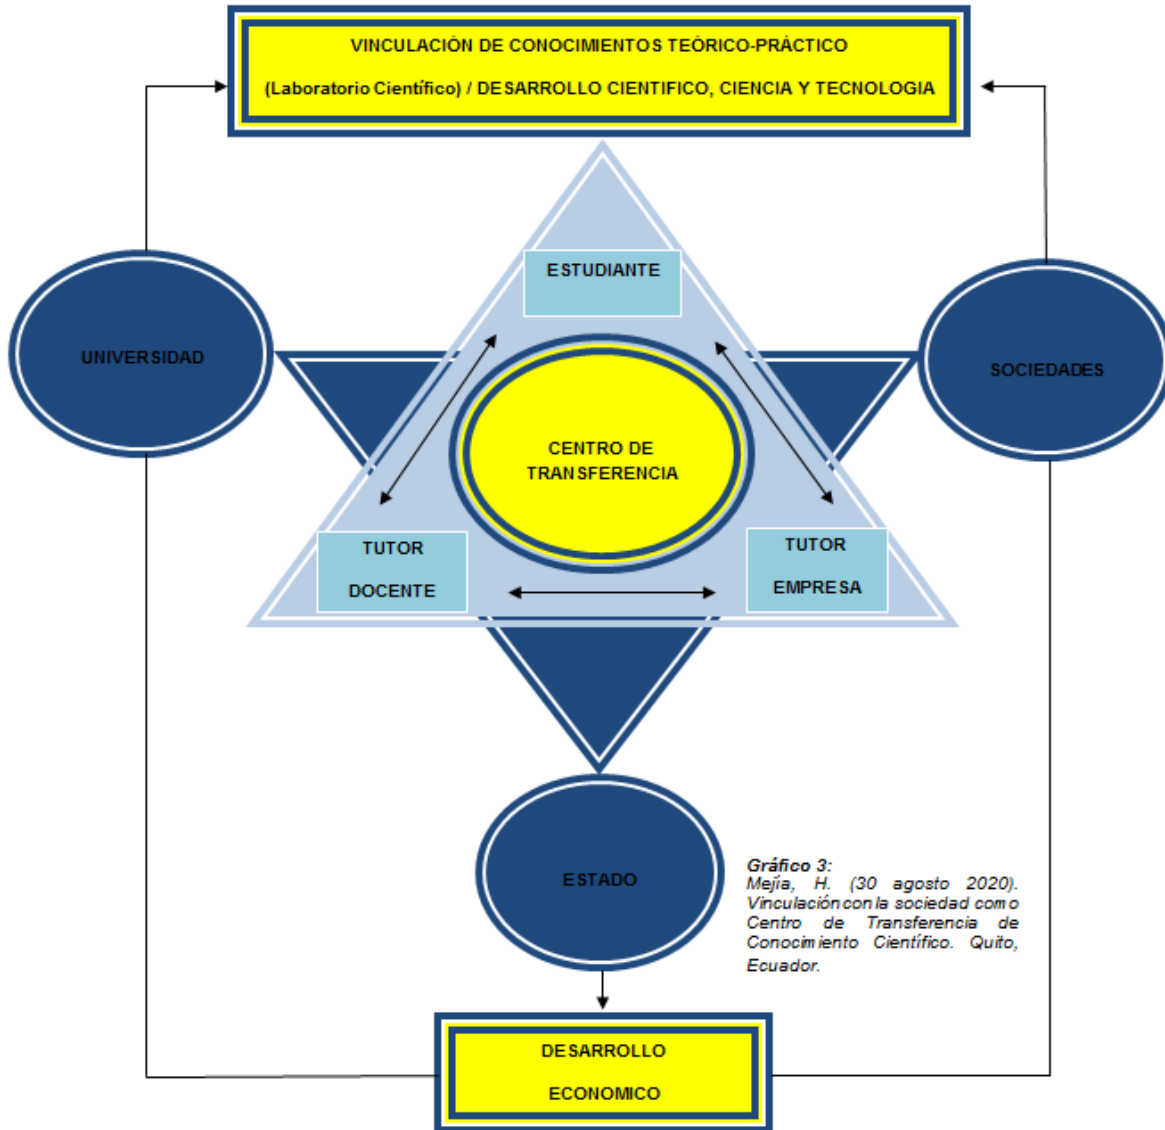 VINCULACIÓN DE CONOCIMIENTOS TEÓRICO-PRÁCTICO
(Laboratorio Científico) / DESARROLLO CIENTIFICO, CIENCIA Y TECNOLOGIA
ESTUDIANTE
UNIVERSIDAD
SOCIEDADES
CENTRO DE
TRANSFERENCIA
TUTOR
DOCENTE
TUTOR
EMPRESA
ESTADO
Gráfico 3:
Mejía, H. (30 agosto 2020).
Vinculación con la sociedad como
Centro de Transferencia de
Conocimiento Científico. Quito,
Ecuador.
DESARROLLO
ECONOMICO